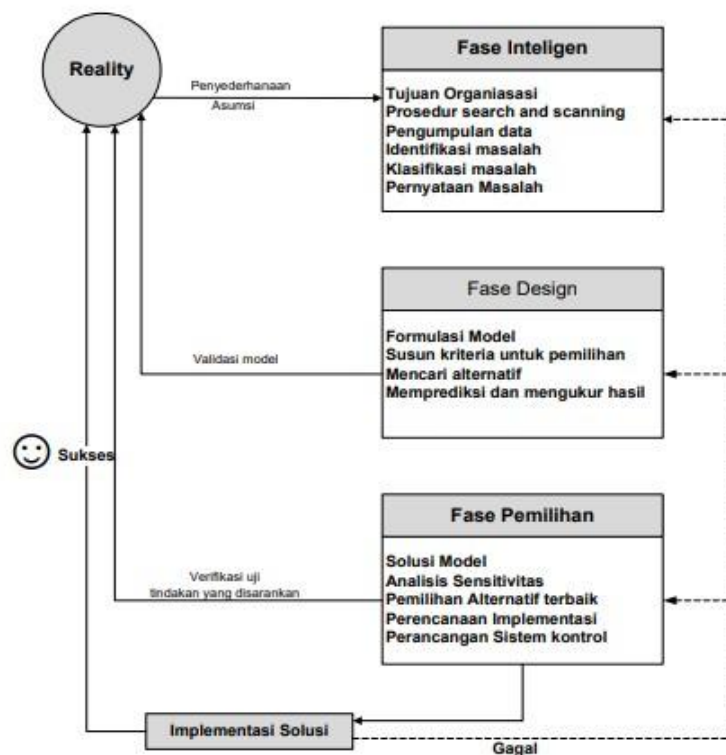 Reality
Penyederhanaan
Asumsi
Fase Inteligen
Tujuan Organiasasi
Prosedur search and scanning
Pengumpulan data
Identifikasi masalah
Klasifikasi masalah
Pernyataan Masalah
Fase Design
Formulasi Model
Susun kriteria untuk pemilihan
Mencari alternatif
Memprediksi dan mengukur hasil
Validasi model
Sukses
Fase Pemilihan
Solusi Model
Analisis Sensitivitas
Pemilihan Alternatif terbaik
Perencanaan Implementasi
Perancangan Sistem kontrol
Verifikasi uji
tindakan yang disarankan
Implementasi Solusi
Gagal